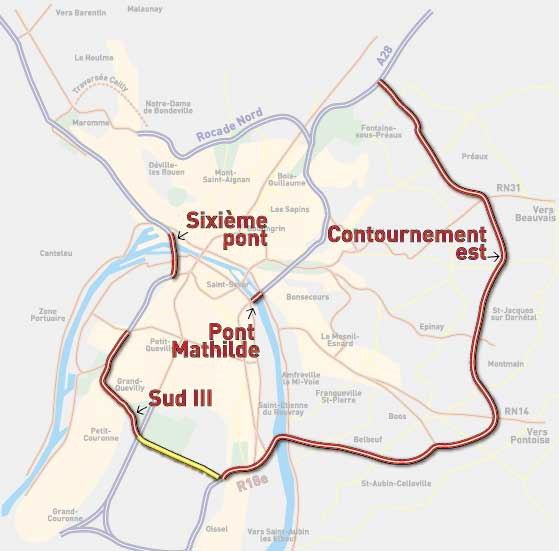 Malaunay
Vers Barentin
A28
Le Houlme
Traversée Cailly
Notre-Dame
de Bondeville
Maromme
Rocade Nord
Fontaine-
sous-Préaux
Déville-
lès Rouen
Mont-
Saint-Aignan
Bois-
Guillaume
Préaux
RN31
Vers
Beauvais
Les Sapins
Sixième
pont
Contournement
est
Canteleu
Saint-Sever
Bonsecours
Zone
Portuaire
St-Jacques
sur Darnétal
Epinay
Pont
Mathilde
Petit-
Quevilly
Le Mesnil-
Esnard
Montmain
Grand-
Quevilly
Amfreville
la Mi-Voie
Sud III
Franqueville
St-Pierre
Saint-Etienne
du Rouvray
Boos
RN14
Vers
Pontoise
Petit-
Couronne
Belbeuf
R18e
St-Aubin-Celloville
Grand-
Couronne
Oissel
Vers Saint-Aubin
les Elbeuf